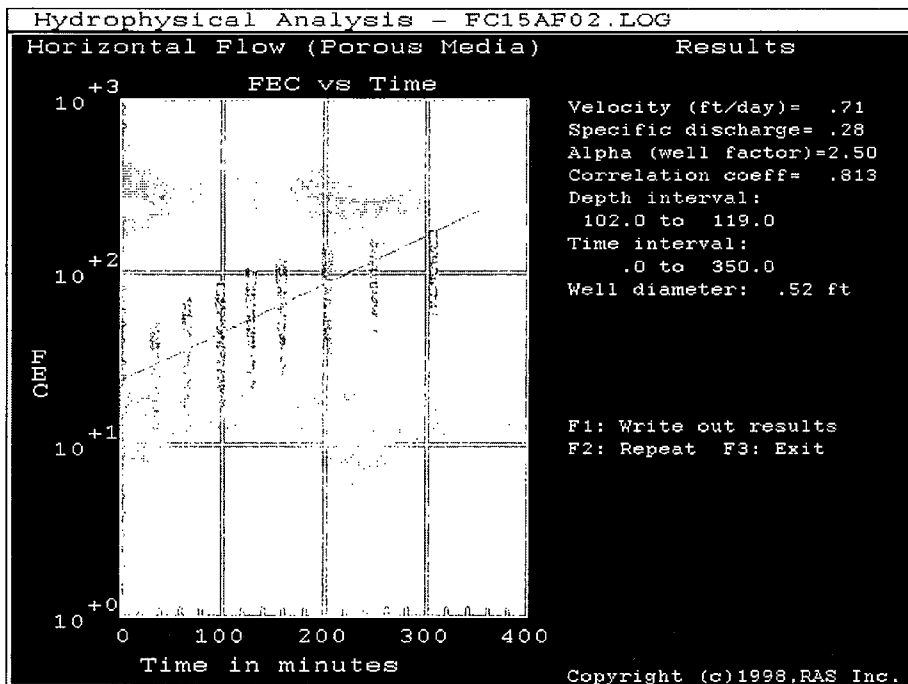 Hydrophysical Analysis – FC15AF02.LOG
Horizontal Flow (Porous Media)
Results
FEC vs Time
10+3
10+2
10+1
10+0
FEC
0 100 200 300 400
Time in minutes
Velocity (ft/day)= .71
Specific discharge= .28
Alpha (well factor)=2.50
Correlation coeff= .813
Depth interval:
102.0 to 119.0
Time interval:
.0 to 350.0
Well diameter: .52 ft
F1: Write out results
F2: Repeat F3: Exit
Copyright (c)1998,RAS Inc.